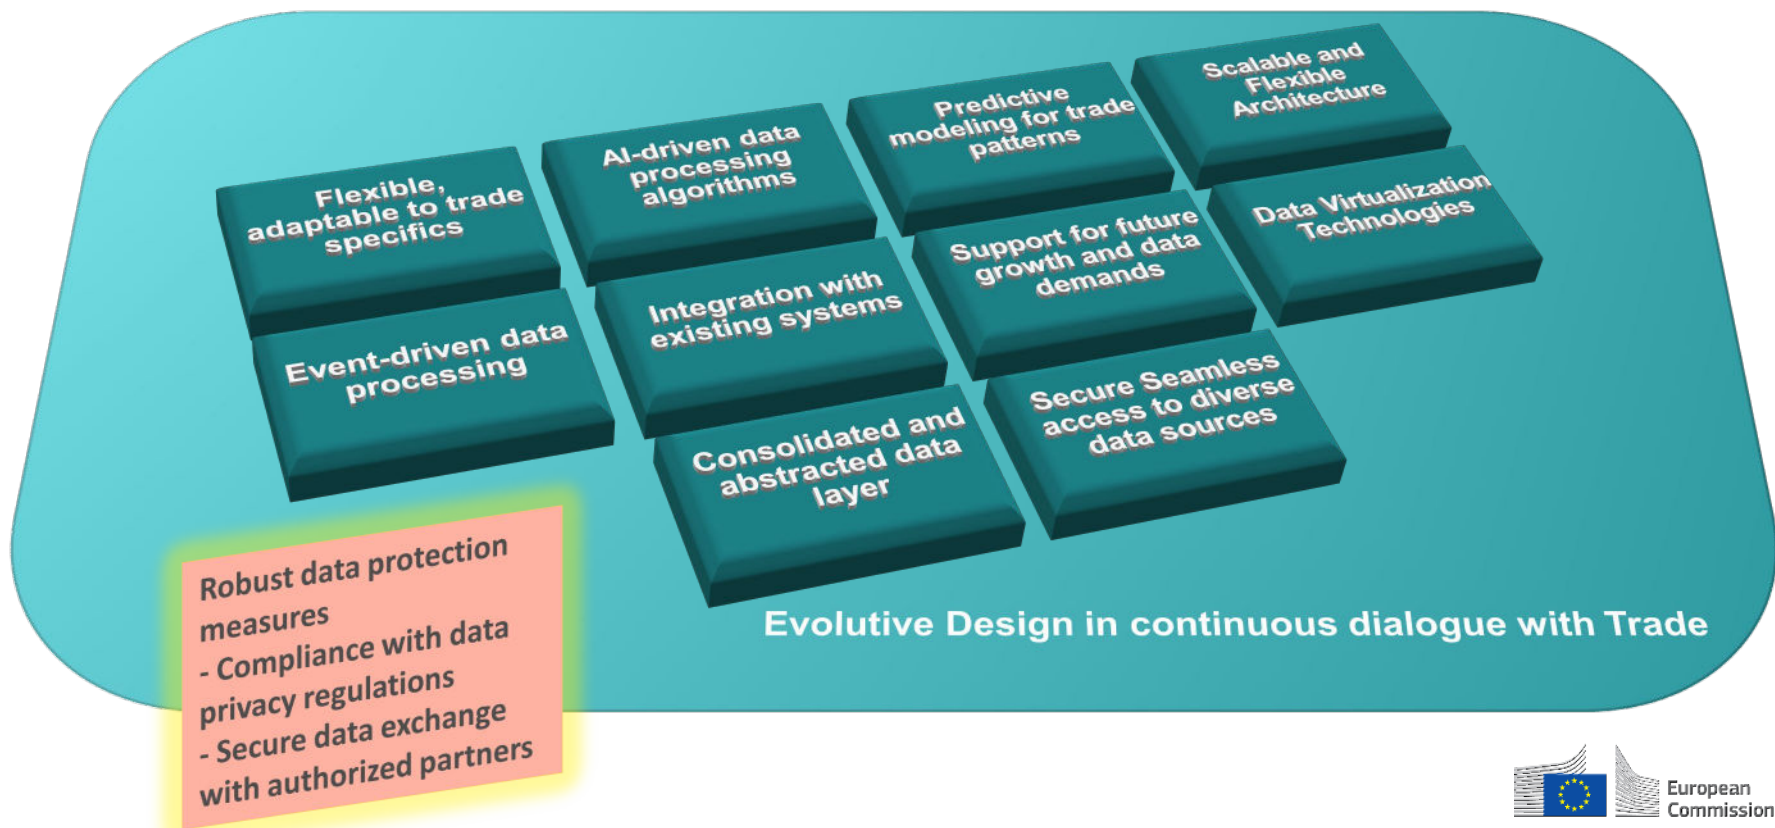 Flexible,
adaptable to trade
specifics
AI-driven data
processing
algorithms
Predictive
modeling for trade
patterns
Scalable and
Flexible
Architecture
Event-driven data
processing
Integration with
existing systems
Support for future
growth and data
demands
Data Virtualization
Technologies
Consolidated and
abstracted data
layer
Secure Seamless
access to diverse
data sources
Evolutive Design in continuous dialogue with Trade
Robust data protection
measures
- Compliance with data
privacy regulations
- Secure data exchange
with authorized partners
European
Commission